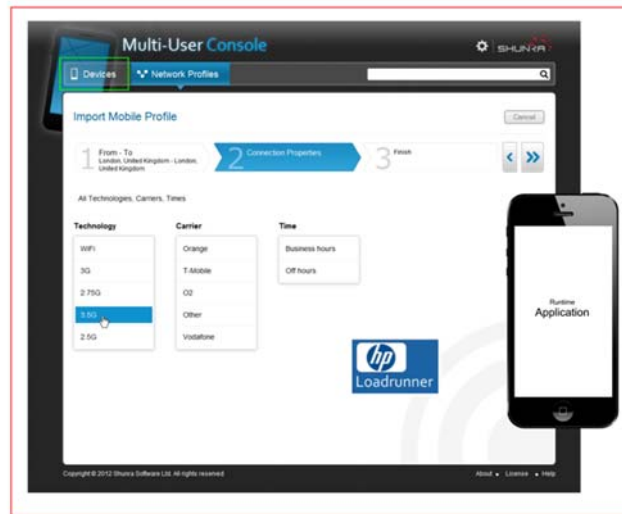 Multi-User Console
SHUNRA
Devices
Network Profiles
Import Mobile Profile
Cancel
1
From - To
London, United Kingdom - London,
United Kingdom
2
Connection Properties
3
Finish
All Technologies, Carriers, Times
Technology
Carrier
Time
WiFi
Orange
Business hours
3G
T-Mobile
Off hours
2.75G
O2
3.5G
Other
2.5G
Vodafone
hp
Loadrunner
Runtime
Application
Copyright © 2012 Shunra Software Ltd. All rights reserved
About • License • Help